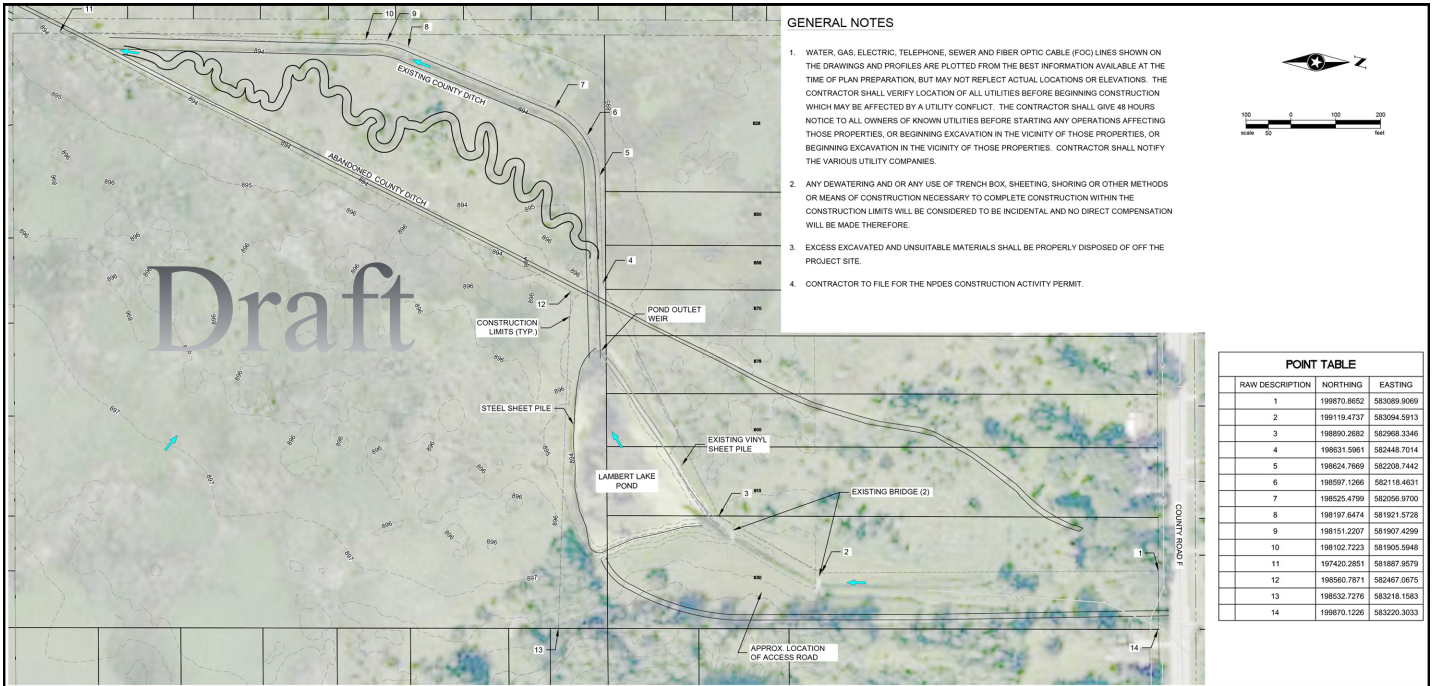 GENERAL NOTES
1. WATER, GAS, ELECTRIC, TELEPHONE, SEWER AND FIBER OPTIC CABLE (FOC) LINES SHOWN ON
THE DRAWINGS AND PROFILES ARE PLOTTED FROM THE BEST INFORMATION AVAILABLE AT THE
TIME OF PLAN PREPARATION, BUT MAY NOT REFLECT ACTUAL LOCATIONS OR ELEVATIONS. THE
CONTRACTOR SHALL VERIFY LOCATION OF ALL UTILITIES BEFORE BEGINNING CONSTRUCTION
WHICH MAY BE AFFECTED BY A UTILITY CONFLICT. THE CONTRACTOR SHALL GIVE 48 HOURS
NOTICE TO ALL OWNERS OF KNOWN UTILITIES BEFORE STARTING ANY OPERATIONS AFFECTING
THOSE PROPERTIES, OR BEGINNING EXCAVATION IN THE VICINITY OF THOSE PROPERTIES, OR
BEGINNING EXCAVATION IN THE VICINITY OF THOSE PROPERTIES. CONTRACTOR SHALL NOTIFY
THE VARIOUS UTILITY COMPANIES.
2. ANY DEWATERING AND OR ANY USE OF TRENCH BOX, SHEETING, SHORING OR OTHER METHODS
OR MEANS OF CONSTRUCTION NECESSARY TO COMPLETE CONSTRUCTION WITHIN THE
CONSTRUCTION LIMITS WILL BE CONSIDERED TO BE INCIDENTAL AND NO DIRECT COMPENSATION
WILL BE MADE THEREFORE.
3. EXCESS EXCAVATED AND UNSUITABLE MATERIALS SHALL BE PROPERLY DISPOSED OF OFF THE
PROJECT SITE.
4. CONTRACTOR TO FILE FOR THE NPDES CONSTRUCTION ACTIVITY PERMIT.
Z
100 0 100 200
scale 50 feet
11
10 9
8
7
6
5
4
12
3
2
1
13
14
EXISTING COUNTY DITCH
ABANDONED COUNTY DITCH
Draft
CONSTRUCTION
LIMITS (TYP.)
POND OUTLET
WEIR
STEEL SHEET PILE
EXISTING VINYL
SHEET PILE
LAMBERT LAKE
POND
EXISTING BRIDGE (2)
COUNTY ROAD F
APPROX. LOCATION
OF ACCESS ROAD
POINT TABLE
RAW DESCRIPTION NORTHING EASTING
1 199870.8652 583089.9069
2 199119.4737 583094.5913
3 198890.2682 582968.3346
4 198631.5961 582448.7014
5 198624.7669 582208.7442
6 198597.1266 582118.4631
7 198525.4799 582056.9700
8 198197.6474 581921.5728
9 198151.2207 581907.4299
10 198102.7223 581905.5948
11 197420.2851 581887.9579
12 198560.7871 582467.0675
13 198532.7276 583218.1583
14 199870.1226 583220.3033